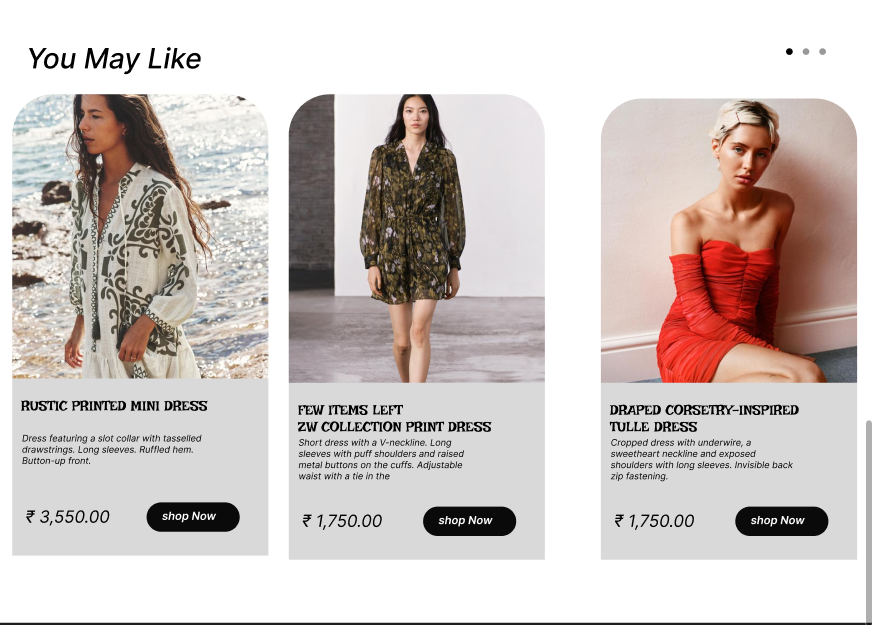 You May Like
RUSTIC PRINTED MINI DRESS
Dress featuring a slot collar with tasselled
drawstrings. Long sleeves. Ruffled hem.
Button-up front.
₹ 3,550.00
shop Now
FEW ITEMS LEFT
ZW COLLECTION PRINT DRESS
Short dress with a V-neckline. Long
sleeves with puff shoulders and raised
metal buttons on the cuffs. Adjustable
waist with a tie in the
₹ 1,750.00
shop Now
DRAPED CORSETRY-INSPIRED
TULLE DRESS
Cropped dress with underwire, a
sweetheart neckline and exposed
shoulders with long sleeves. Invisible back
zip fastening.
₹ 1,750.00
shop Now